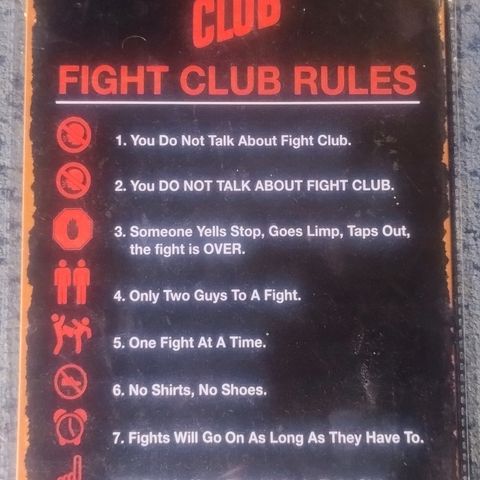 CLUB
FIGHT CLUB RULES
1. You Do Not Talk About Fight Club.
2. You DO NOT TALK ABOUT FIGHT CLUB.
3. Someone Yells Stop, Goes Limp, Taps Out,
the fight is OVER.
4. Only Two Guys To A Fight.
5. One Fight At A Time.
6. No Shirts, No Shoes.
7. Fights Will Go On As Long As They Have To.